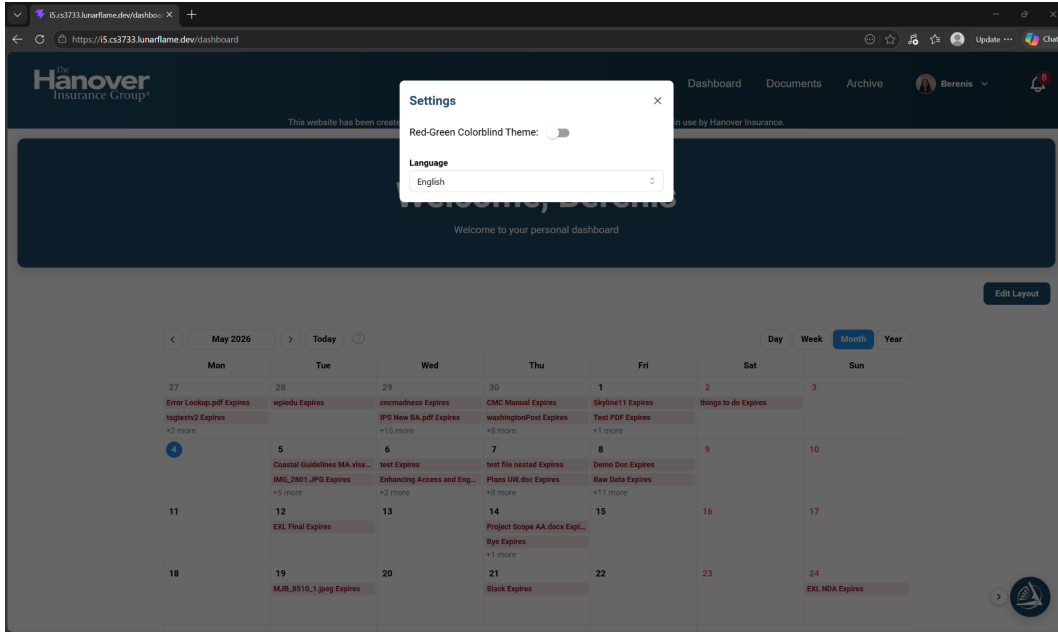 i5.cs3733.lunarflame.dev/dashboa
https://i5.cs3733.lunarflame.dev/dashboard
Update
Chat
The
Hanover
Insurance Group®
Dashboard Documents Archive Berenis 8
This website has been create
in use by Hanover Insurance.
Settings
Red-Green Colorblind Theme:
Language
English
Welcome, Berenis
Welcome to your personal dashboard
Edit Layout
May 2026 Today Day Week Month Year
Mon Tue Wed Thu Fri Sat Sun
27 28 29 30 1 2 3
Error Lookup.pdf Expires wpiedu Expires cncmadness Expires CMC Manual Expires Skyline11 Expires things to do Expires
tagtestv2 Expires IPS New BA.pdf Expires washingtonPost Expires Test PDF Expires
+2 more +15 more +8 more +1 more
4 5 6 7 8 9 10
Coastal Guidelines MA.xlsx... test Expires test file nested Expires Demo Doc Expires
IMG_2801..JPG Expires Enhancing Access and Eng... Plans UW.doc Expires Raw Data Expires
+5 more +2 more +9 more +11 more
11 12 13 14 15 16 17
EXL Final Expires Project Scope AA.docx Expi...
Bye Expires
+1 more
18 19 20 21 22 23 24
MJB_8510_1.jpeg Expires Slack Expires EXL NDA Expires